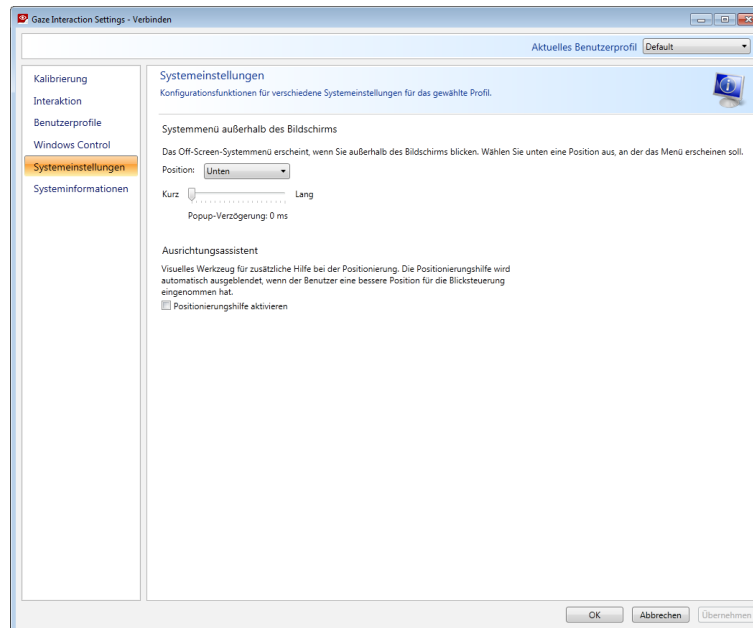 Gaze Interaction Settings - Verbinden
Aktuelles Benutzerprofil Default
Kalibrierung
Interaktion
Benutzerprofile
Windows Control
Systemeinstellungen
Systeminformationen
Systemeinstellungen
Konfigurationsfunktionen für verschiedene Systemeinstellungen für das gewählte Profil.
Systemmenü außerhalb des Bildschirms
Das Off-Screen-Systemmenü erscheint, wenn Sie außerhalb des Bildschirms blicken. Wählen Sie unten eine Position aus, an der das Menü erscheinen soll.
Position: Unten
Kurz Lang
Popup-Verzögerung: 0 ms
Ausrichtungsassistent
Visuelles Werkzeug für zusätzliche Hilfe bei der Positionierung. Die Positionierungshilfe wird
automatisch ausgeblendet, wenn der Benutzer eine bessere Position für die Blicksteuerung
eingenommen hat.
Positionierungshilfe aktivieren
OK Abbrechen Übernehmen